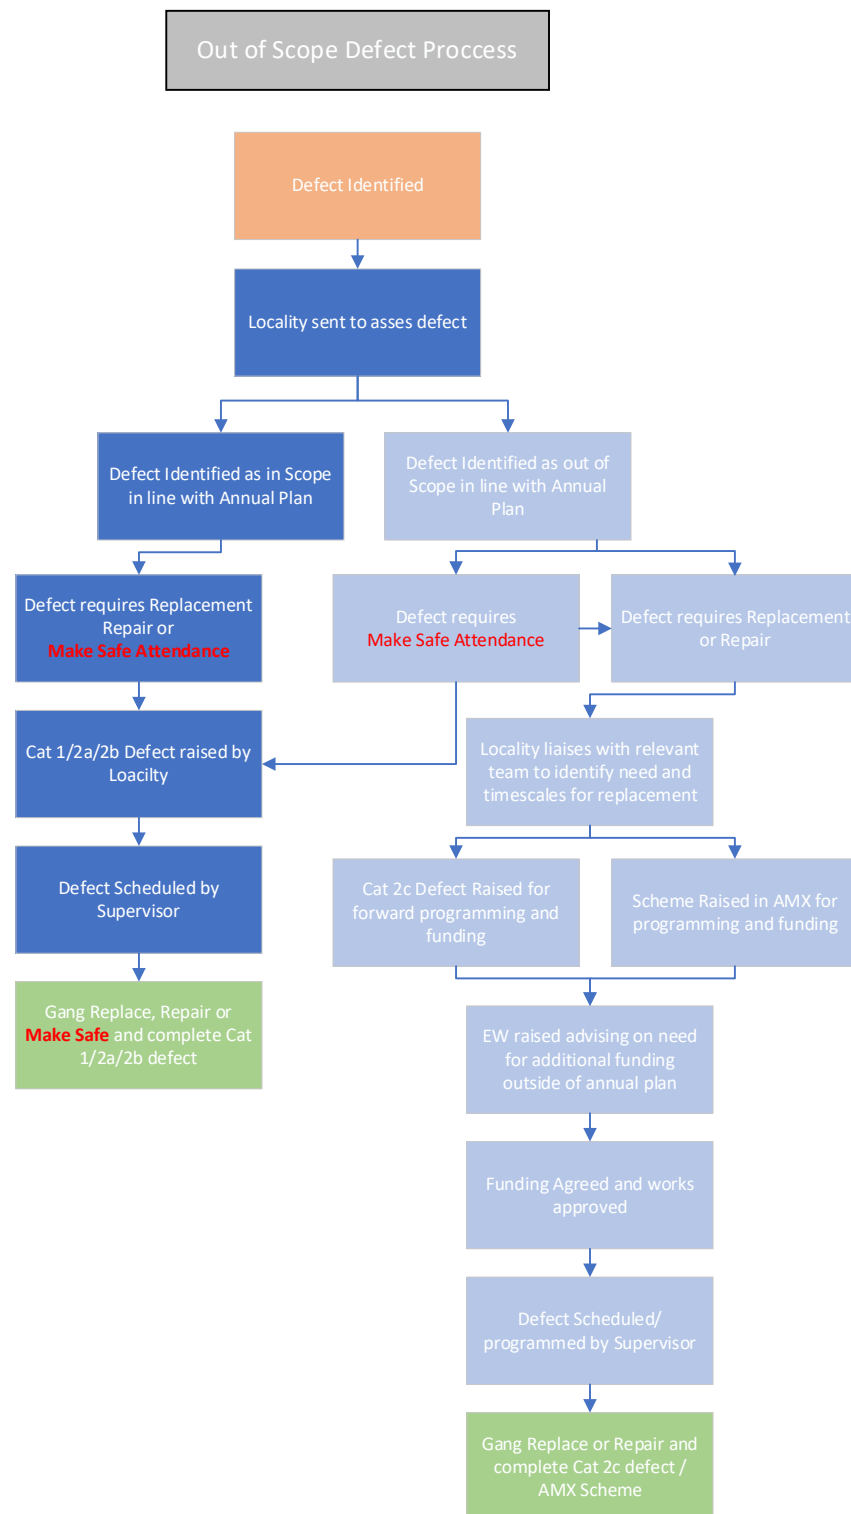 Out of Scope Defect Proccess
Defect Identified
Locality sent to asses defect
Defect Identified as in Scope
in line with Annual Plan
Defect Identified as out of
Scope in line with Annual
Plan
Defect requires Replacement
Repair or
Make Safe Attendance
Defect requires
Make Safe Attendance
Defect requires Replacement
or Repair
Cat 1/2a/2b Defect raised by
Loacilty
Locality liaises with relevant
team to identify need and
timescales for replacement
Defect Scheduled by
Supervisor
Cat 2c Defect Raised for
forward programming and
funding
Scheme Raised in AMX for
programming and funding
Gang Replace, Repair or
Make Safe and complete Cat
1/2a/2b defect
EW raised advising on need
for additional funding
outside of annual plan
Funding Agreed and works
approved
Defect Scheduled/
programmed by Supervisor
Gang Replace or Repair and
complete Cat 2c defect /
AMX Scheme